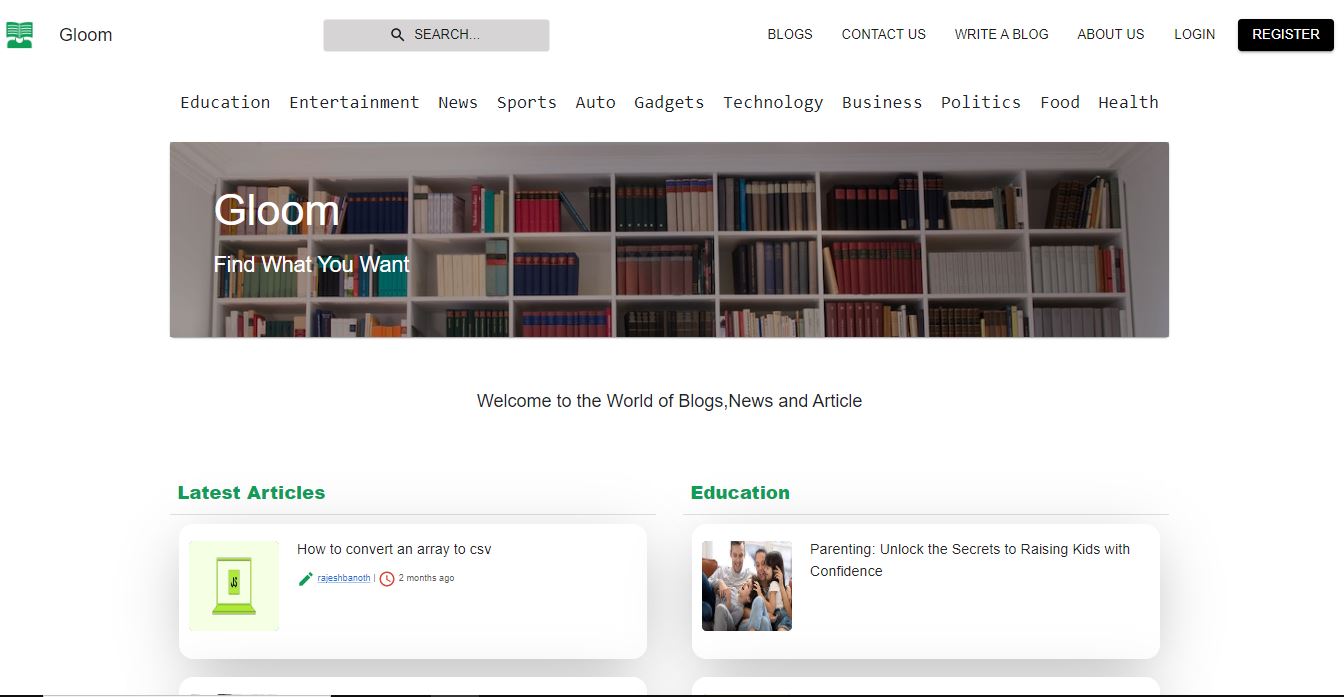 Gloom
SEARCH...
BLOGS CONTACT US WRITE A BLOG ABOUT US LOGIN REGISTER
Education Entertainment News Sports Auto Gadgets Technology Business Politics Food Health
Gloom
Find What You Want
Welcome to the World of Blogs,News and Article
Latest Articles
How to convert an array to csv
rajeshbanoth | 2 months ago
JS
Education
Parenting: Unlock the Secrets to Raising Kids with
Confidence